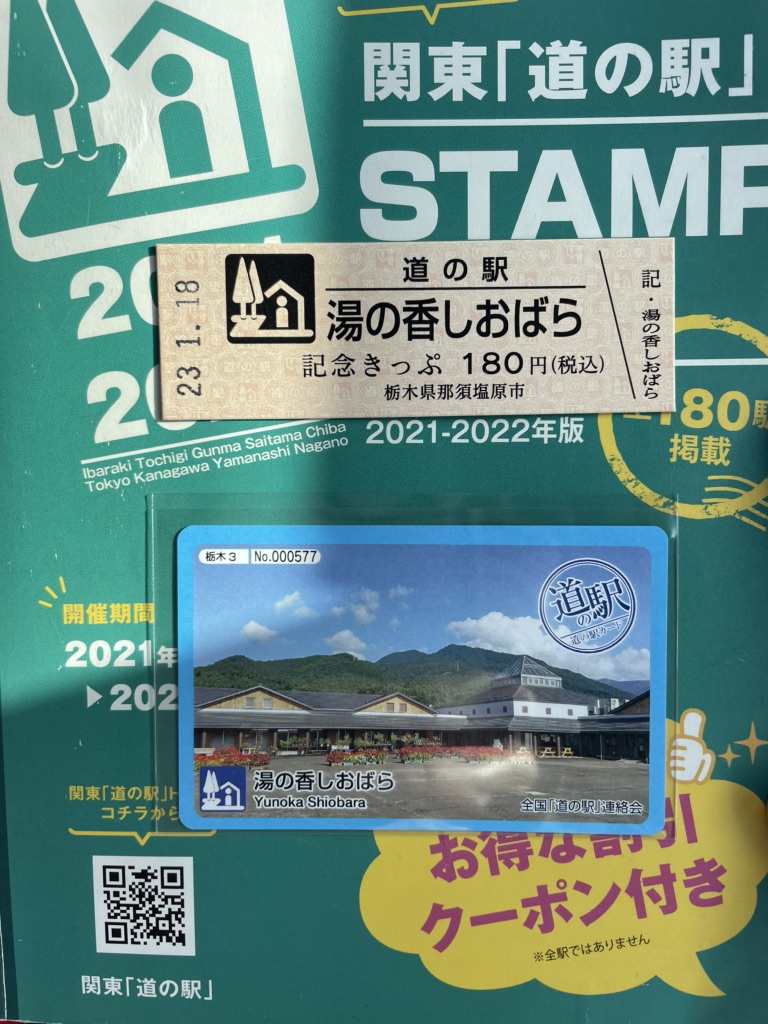 関東「道の駅」
STAMP
20
23.1.18
道の駅
湯の香しおばら
記念きっぷ 180円(税込)
栃木県那須塩原市
記・湯の香しおばら
20
Ibaraki Tochigi Gunma Saitama Chiba
Tokyo Kanagawa Yamanashi Nagano
2021-2022年版
180駅
掲載
栃木3 No.000577
道の駅
道の駅カード
湯の香しおばら
Yunoka Shiobara
全国「道の駅」連絡会
開催期間
2021年
▶202
関東「道の駅」H
コチラから
関東「道の駅」
お得な割引
クーポン付き
※全駅ではありません